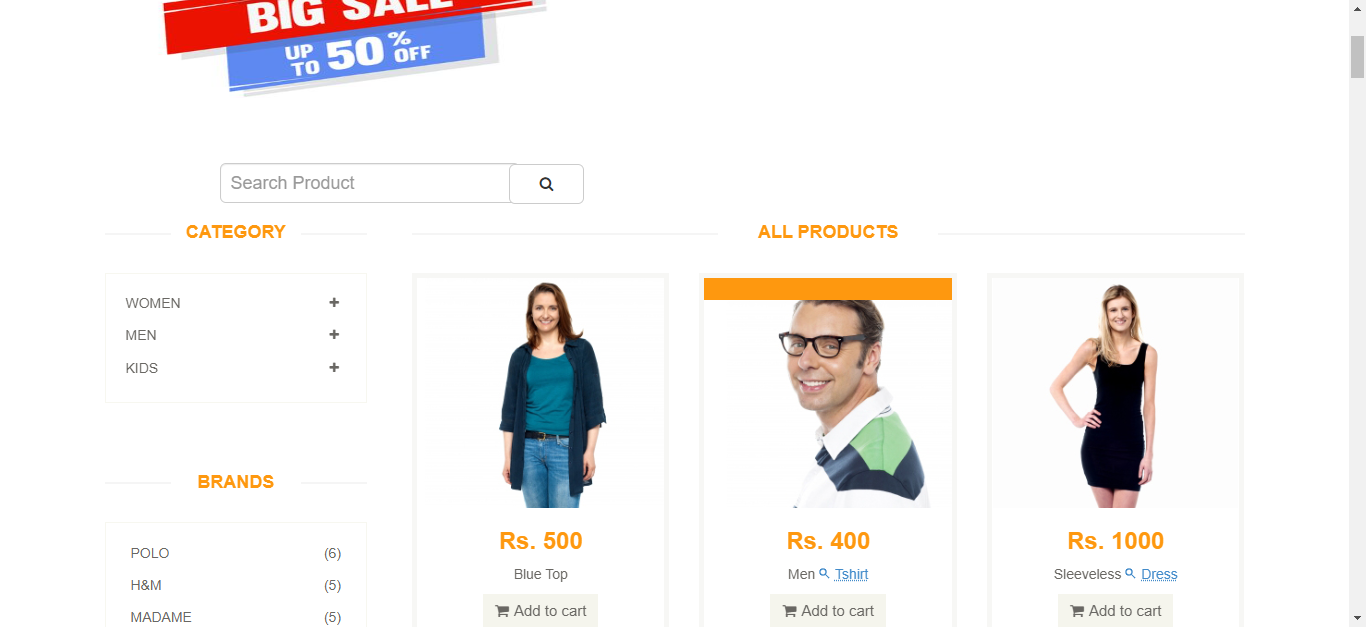 BIG SALE
UP TO 50% OFF
Search Product
CATEGORY
WOMEN
MEN
KIDS
BRANDS
POLO (6)
H&M (5)
MADAME (5)
ALL PRODUCTS
Rs. 500
Blue Top
Add to cart
Rs. 400
Men Tshirt
Add to cart
Rs. 1000
Sleeveless Dress
Add to cart